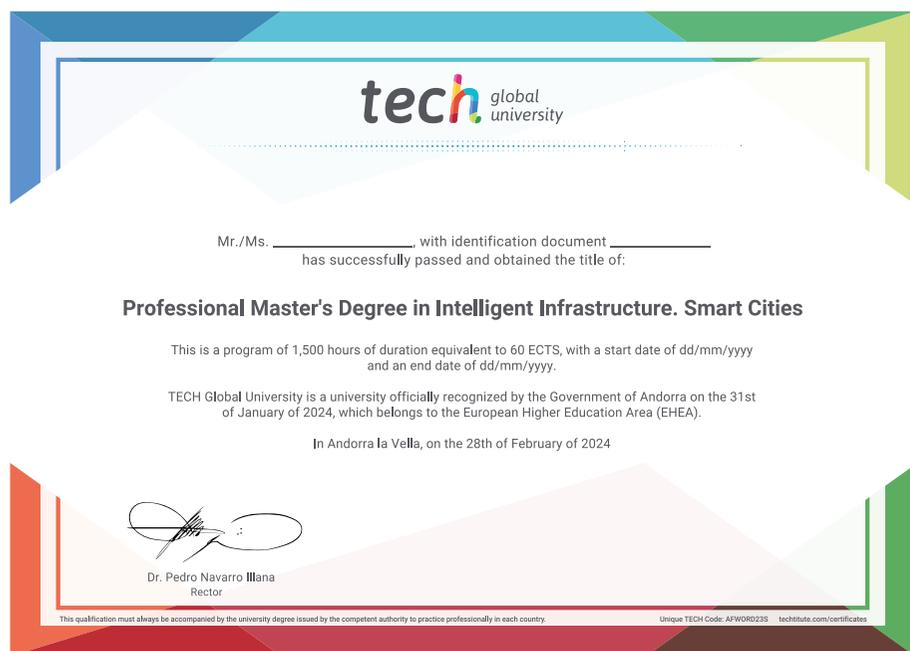 tech global
university
Mr./Ms. ______________, with identification document __________
has successfully passed and obtained the title of:
Professional Master's Degree in Intelligent Infrastructure. Smart Cities
This is a program of 1,500 hours of duration equivalent to 60 ECTS, with a start date of dd/mm/yyyy
and an end date of dd/mm/yyyy.
TECH Global University is a university officially recognized by the Government of Andorra on the 31st
of January of 2024, which belongs to the European Higher Education Area (EHEA).
In Andorra la Vella, on the 28th of February of 2024
Dr. Pedro Navarro Illana
Rector
This qualification must always be accompanied by the university degree issued by the competent authority to practice professionally in each country. Unique TECH Code: AFWORD23S techtitute.com/certificates